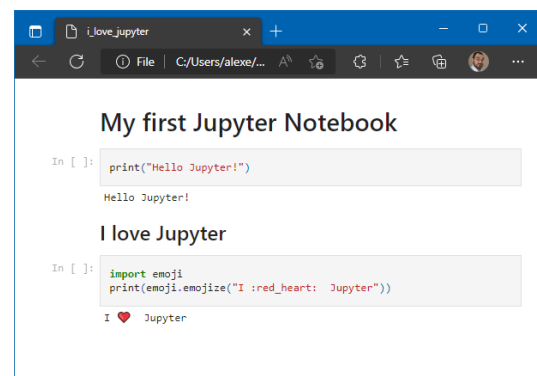 i_love_jupyter
File | C:/Users/alexe/...
My first Jupyter Notebook
In [ ]:
print("Hello Jupyter!")
Hello Jupyter!
I love Jupyter
In [ ]:
import emoji
print(emoji.emojize("I :red_heart:  Jupyter"))
I ❤️  Jupyter